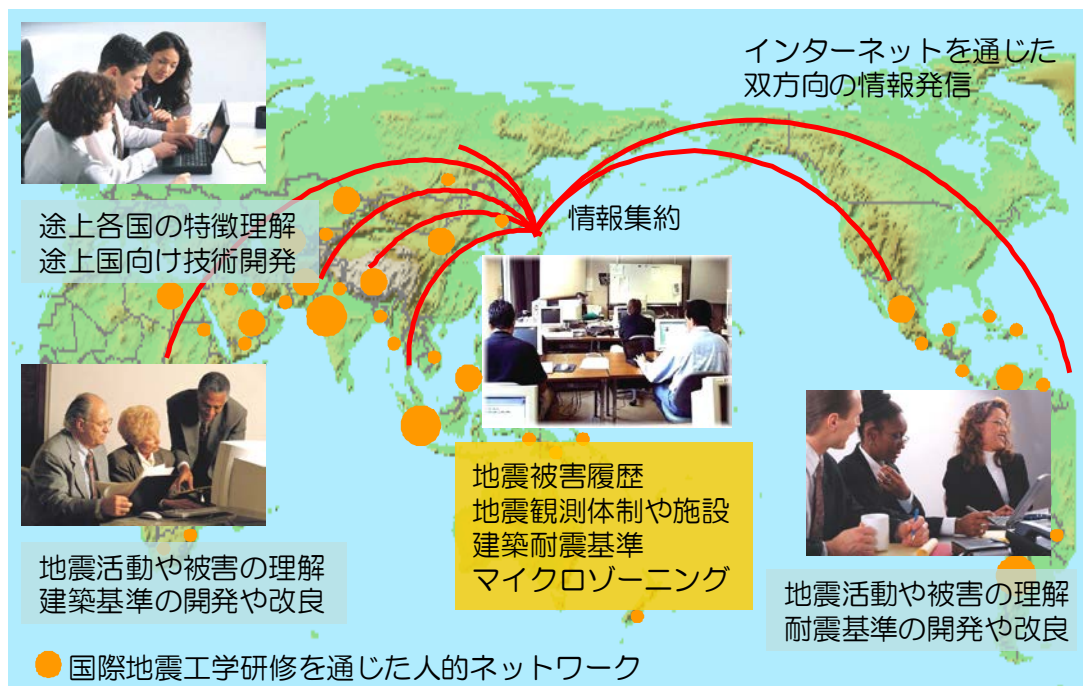 インターネットを通じた
双方向の情報発信
途上各国の特徴理解
途上国向け技術開発
情報集約
地震被害履歴
地震観測体制や施設
建築耐震基準
マイクロゾーニング
地震活動や被害の理解
建築基準の開発や改良
地震活動や被害の理解
耐震基準の開発や改良
国際地震工学研修を通じた人的ネットワーク